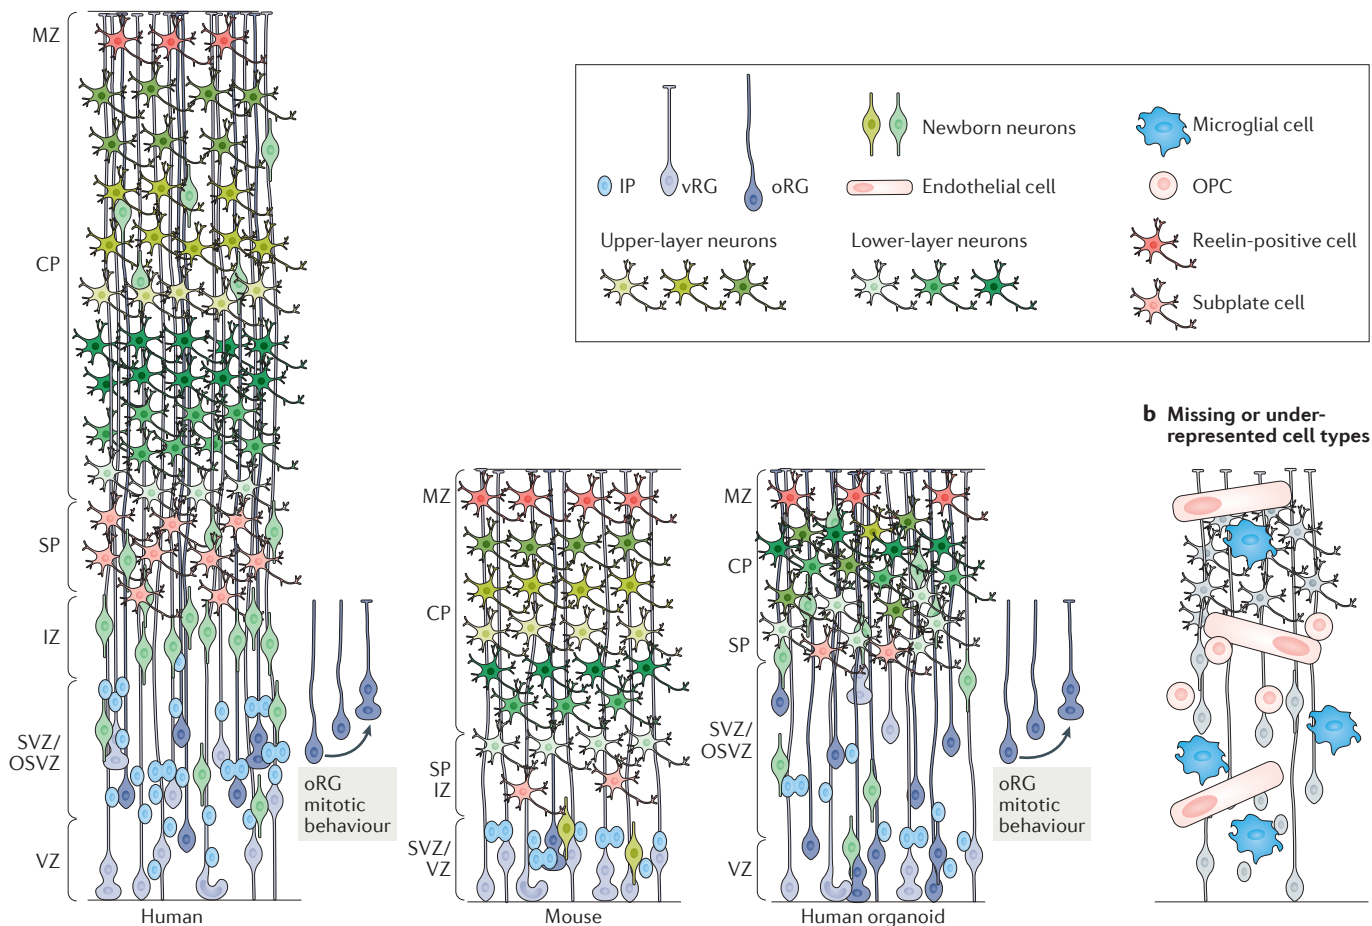 MZ
CP
SP
IZ
SVZ/
OSVZ
VZ
Human
oRG
mitotic
behaviour
IP
vRG
oRG
Newborn neurons
Endothelial cell
Microglial cell
OPC
Upper-layer neurons
Lower-layer neurons
Reelin-positive cell
Subplate cell
MZ
CP
SP
IZ
SVZ/
VZ
Mouse
MZ
CP
SP
SVZ/
OSVZ
VZ
Human organoid
oRG
mitotic
behaviour
b Missing or under-
represented cell types